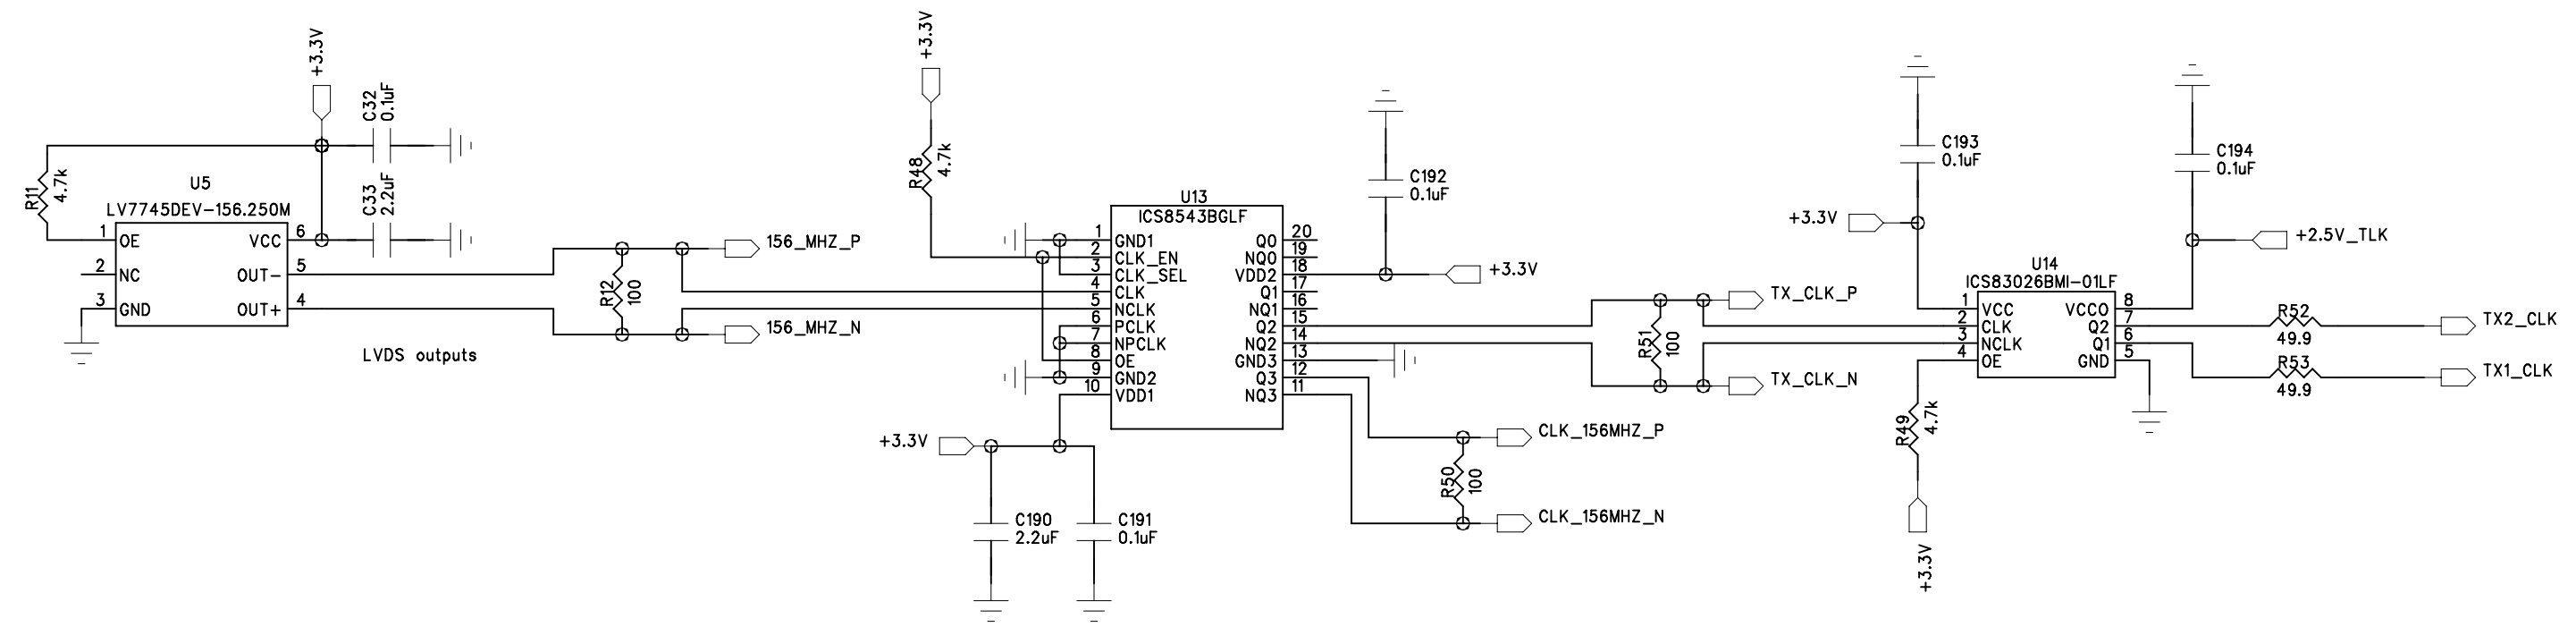 +3.3V
C32
0.1uF
R11
4.7k
C33
2.2uF
U5
LV7745DEV-156.250M
1 OE
2 NC
3 GND
VCC 6
OUT- 5
OUT+ 4
LVDS outputs
R12
100
156_MHZ_P
156_MHZ_N
+3.3V
R48
4.7k
U13
ICS8543BGLF
1 GND1
2 CLK_EN
3 CLK_SEL
4 CLK
5 NCLK
6 PCLK
7 NPCLK
8 OE
9 GND2
10 VDD1
Q0 20
NQ0 19
VDD2 18
Q1 17
NQ1 16
Q2 15
NQ2 14
GND3 13
Q3 12
NQ3 11
+3.3V
C190
2.2uF
C191
0.1uF
C192
0.1uF
+3.3V
TX_CLK_P
R51
100
TX_CLK_N
CLK_156MHZ_P
R50
100
CLK_156MHZ_N
C193
0.1uF
+3.3V
C194
0.1uF
+2.5V_TLK
U14
ICS83026BMI-01LF
1 VCC
2 CLK
3 NCLK
4 OE
VCCO 8
Q2 7
Q1 6
GND 5
R49
4.7k
+3.3V
R52
49.9
TX2_CLK
R53
49.9
TX1_CLK